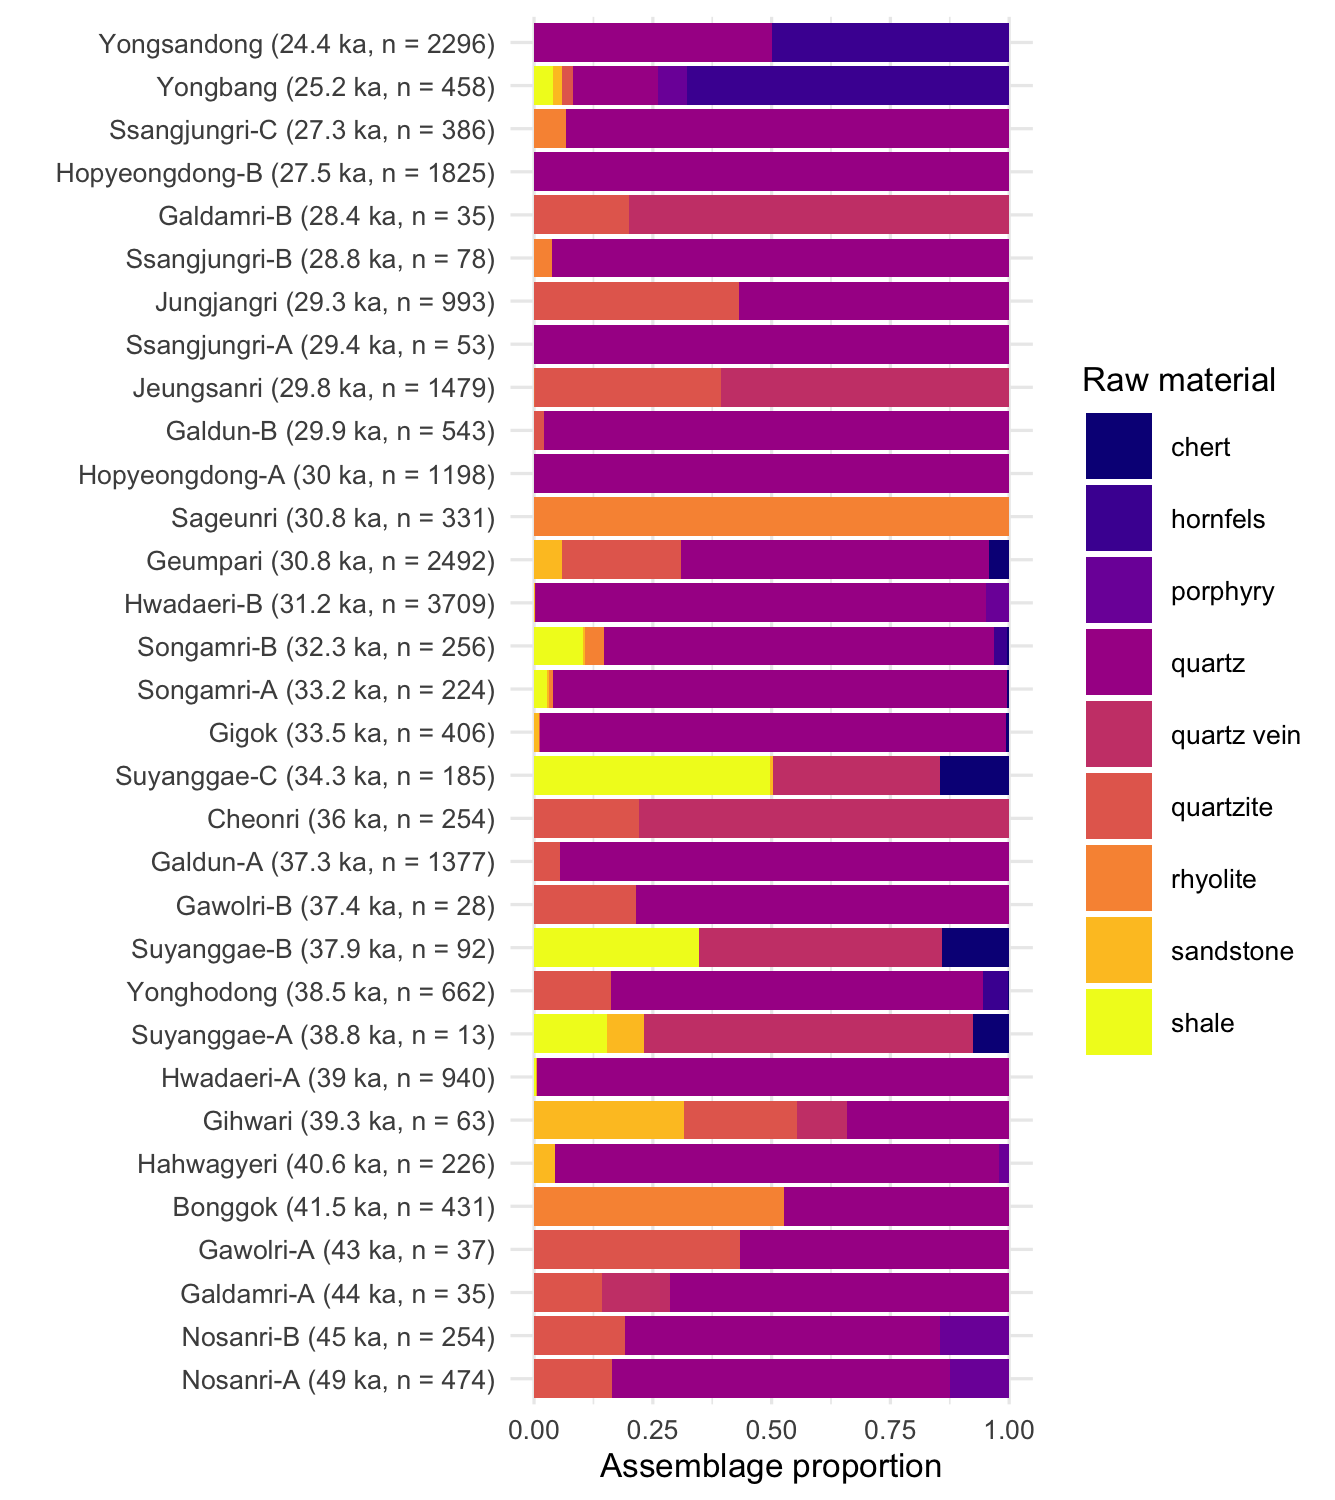 Yongsandong (24.4 ka, n = 2296)
Yongbang (25.2 ka, n = 458)
Ssangjungri-C (27.3 ka, n = 386)
Hopyeongdong-B (27.5 ka, n = 1825)
Galdamri-B (28.4 ka, n = 35)
Ssangjungri-B (28.8 ka, n = 78)
Jungjangri (29.3 ka, n = 993)
Ssangjungri-A (29.4 ka, n = 53)
Jeungsanri (29.8 ka, n = 1479)
Galdun-B (29.9 ka, n = 543)
Hopyeongdong-A (30 ka, n = 1198)
Sageunri (30.8 ka, n = 331)
Geumpari (30.8 ka, n = 2492)
Hwadaeri-B (31.2 ka, n = 3709)
Songamri-B (32.3 ka, n = 256)
Songamri-A (33.2 ka, n = 224)
Gigok (33.5 ka, n = 406)
Suyanggae-C (34.3 ka, n = 185)
Cheonri (36 ka, n = 254)
Galdun-A (37.3 ka, n = 1377)
Gawolri-B (37.4 ka, n = 28)
Suyanggae-B (37.9 ka, n = 92)
Yonghodong (38.5 ka, n = 662)
Suyanggae-A (38.8 ka, n = 13)
Hwadaeri-A (39 ka, n = 940)
Gihwari (39.3 ka, n = 63)
Hahwagyeri (40.6 ka, n = 226)
Bonggok (41.5 ka, n = 431)
Gawolri-A (43 ka, n = 37)
Galdamri-A (44 ka, n = 35)
Nosanri-B (45 ka, n = 254)
Nosanri-A (49 ka, n = 474)
0.00 0.25 0.50 0.75 1.00
Assemblage proportion
Raw material
chert
hornfels
porphyry
quartz
quartz vein
quartzite
rhyolite
sandstone
shale